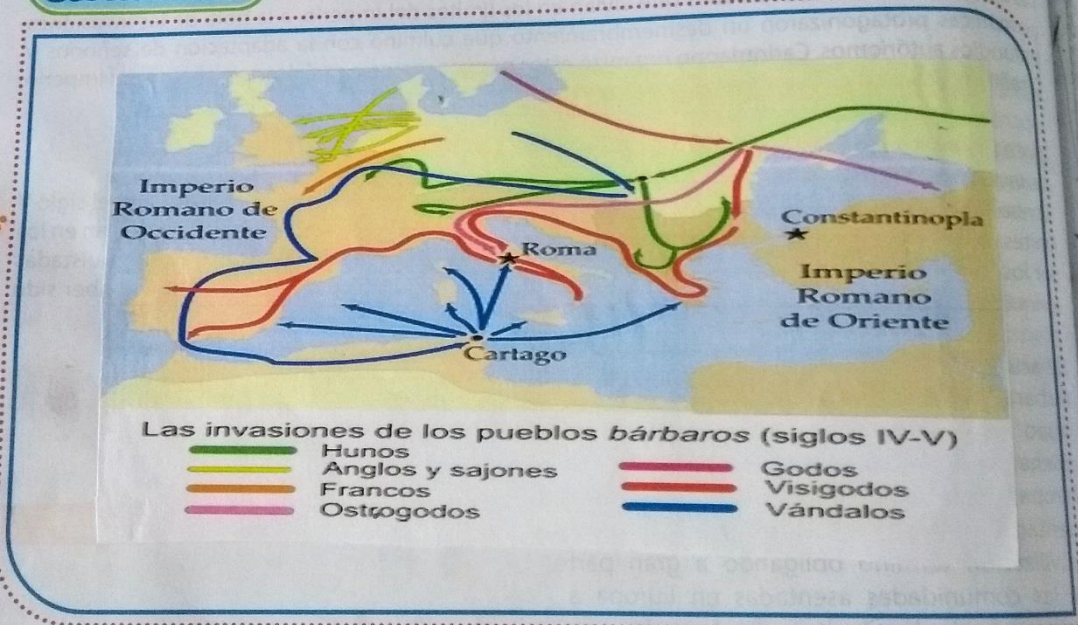 Imperio
Romano de
Occidente
Roma
Constantinopla
Imperio
Romano
de Oriente
Cartago
Las invasiones de los pueblos bárbaros (siglos IV-V)
Hunos
Anglos y sajones
Francos
Ostrogodos
Godos
Visigodos
Vándalos